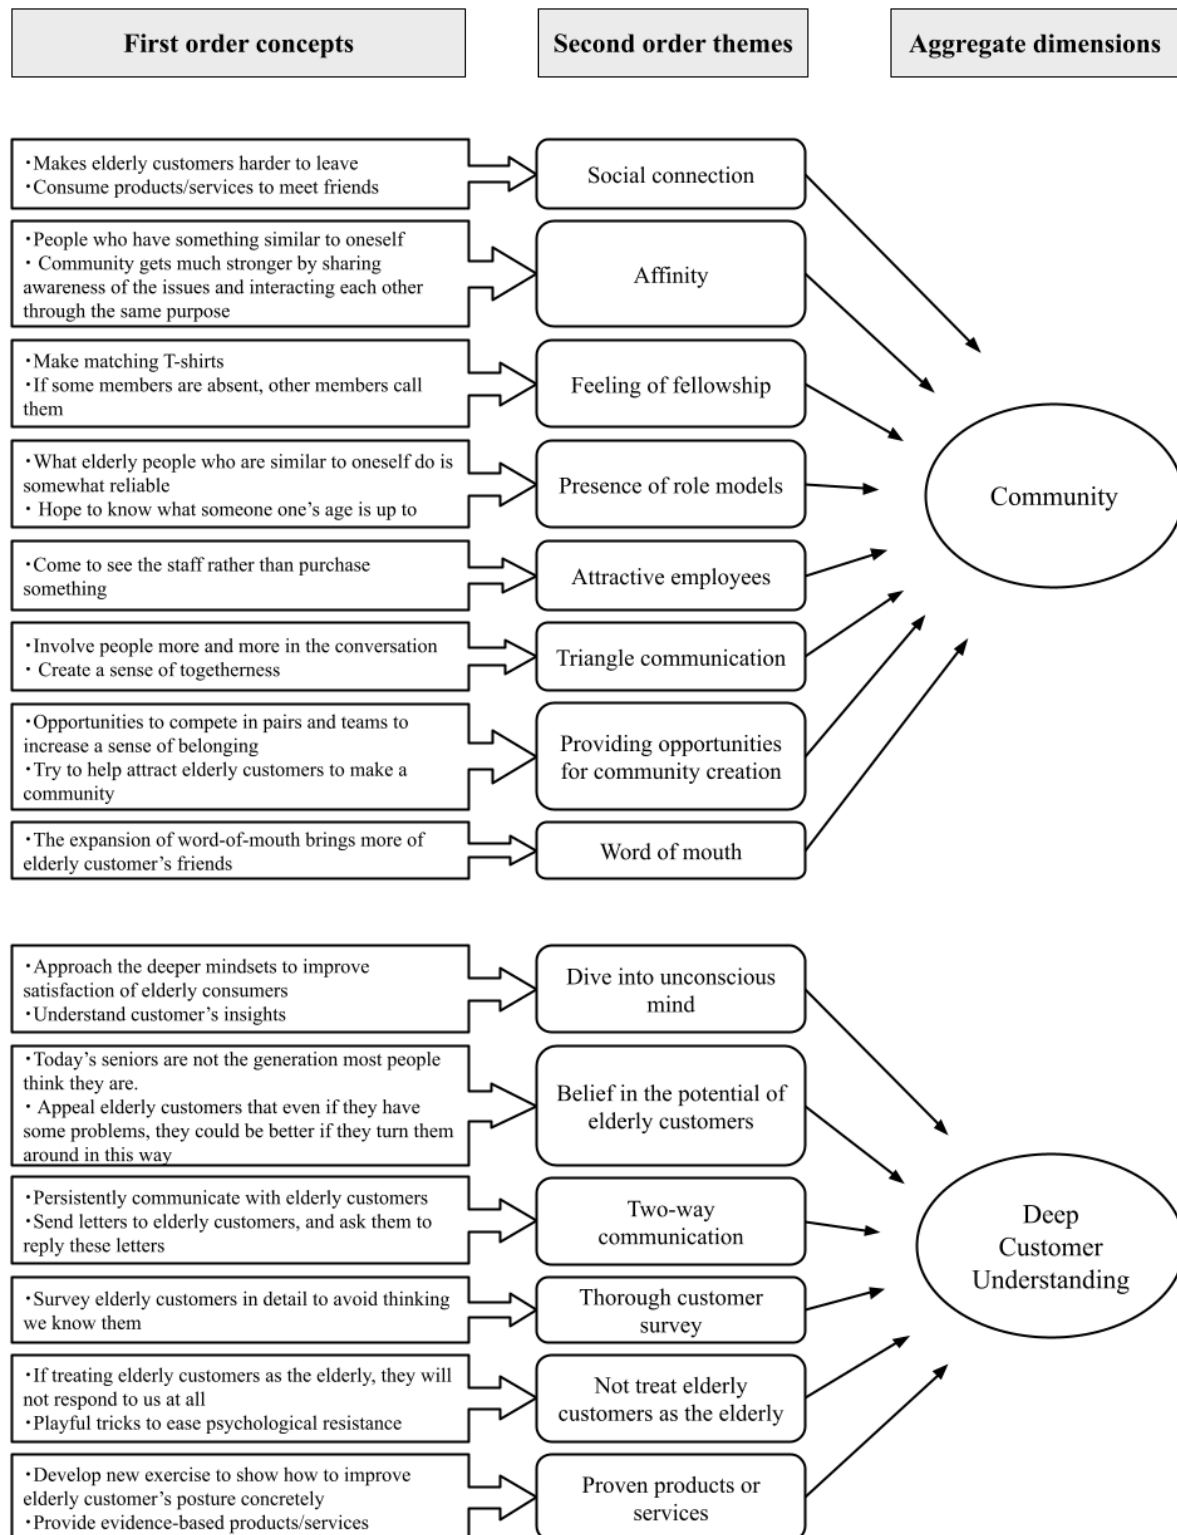 First order concepts
Second order themes
Aggregate dimensions
・Makes elderly customers harder to leave
・Consume products/services to meet friends
Social connection
・People who have something similar to oneself
・ Community gets much stronger by sharing
awareness of the issues and interacting each other
through the same purpose
Affinity
・Make matching T-shirts
・If some members are absent, other members call
them
Feeling of fellowship
・What elderly people who are similar to oneself do is
somewhat reliable
・ Hope to know what someone one's age is up to
Presence of role models
・Come to see the staff rather than purchase
something
Attractive employees
・Involve people more and more in the conversation
・ Create a sense of togetherness
Triangle communication
・Opportunities to compete in pairs and teams to
increase a sense of belonging
・Try to help attract elderly customers to make a
community
Providing opportunities
for community creation
・The expansion of word-of-mouth brings more of
elderly customer's friends
Word of mouth
Community
・Approach the deeper mindsets to improve
satisfaction of elderly consumers
・Understand customer's insights
Dive into unconscious
mind
・Today's seniors are not the generation most people
think they are.
・ Appeal elderly customers that even if they have
some problems, they could be better if they turn them
around in this way
Belief in the potential of
elderly customers
・Persistently communicate with elderly customers
・Send letters to elderly customers, and ask them to
reply these letters
Two-way
communication
・Survey elderly customers in detail to avoid thinking
we know them
Thorough customer
survey
・If treating elderly customers as the elderly, they will
not respond to us at all
・Playful tricks to ease psychological resistance
Not treat elderly
customers as the elderly
・Develop new exercise to show how to improve
elderly customer's posture concretely
・Provide evidence-based products/services
Proven products or
services
Deep
Customer
Understanding